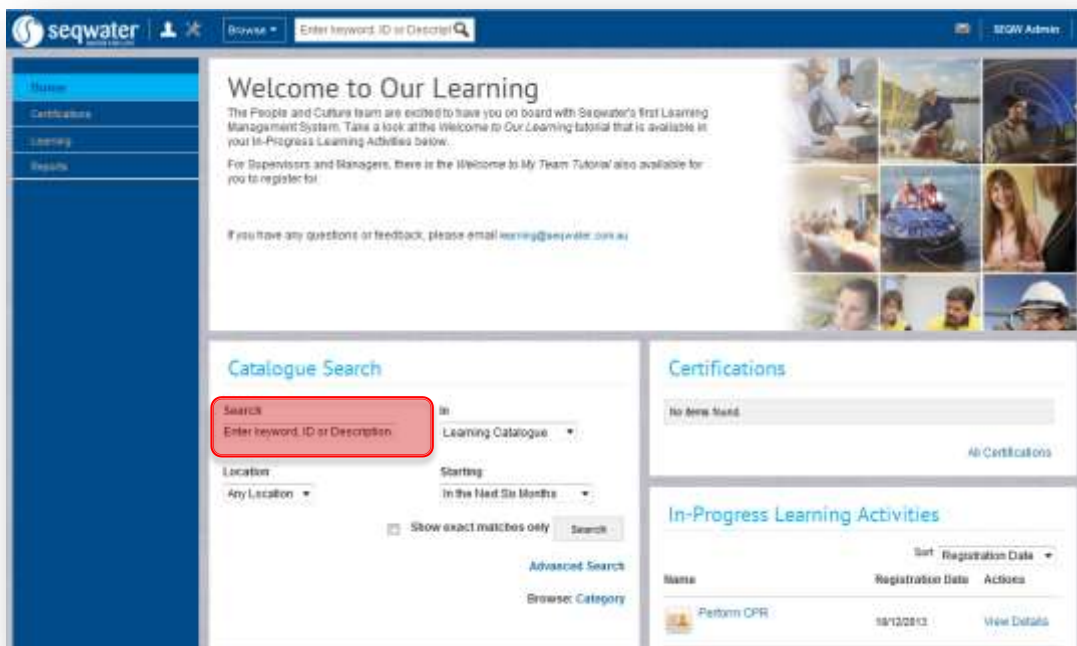 seqwater
Browse
Enter keyword, ID or Descript
SEQW Admin
Home
Certifications
Learning
Reports
Welcome to Our Learning
The People and Culture team are excited to have you on board with Seqwater's first Learning
Management System. Take a look at the Welcome to Our Learning tutorial that is available in
your In-Progress Learning Activities below.
For Supervisors and Managers, there is the Welcome to My Team Tutorial also available for
you to register for.
If you have any questions or feedback, please email learning@seqwater.com.au
Catalogue Search
Search
In
Enter keyword, ID or Description
Learning Catalogue
Location
Starting
Any Location
In the Next Six Months
Show exact matches only
Search
Advanced Search
Browse: Category
Certifications
No items found.
All Certifications
In-Progress Learning Activities
Sort Registration Date
Name Registration Date Actions
Perform CPR 18/12/2013 View Details